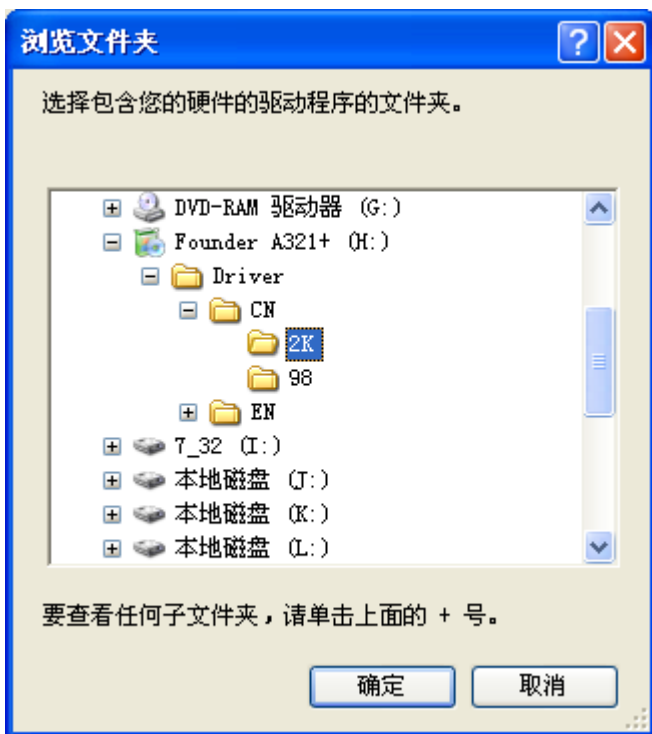 浏览文件夹
选择包含您的硬件的驱动程序的文件夹。
DVD-RAM 驱动器 (G:)
Founder A321+ (H:)
Driver
CN
2K
98
EN
7_32 (I:)
本地磁盘 (J:)
本地磁盘 (K:)
本地磁盘 (L:)
要查看任何子文件夹，请单击上面的 + 号。
确定 取消